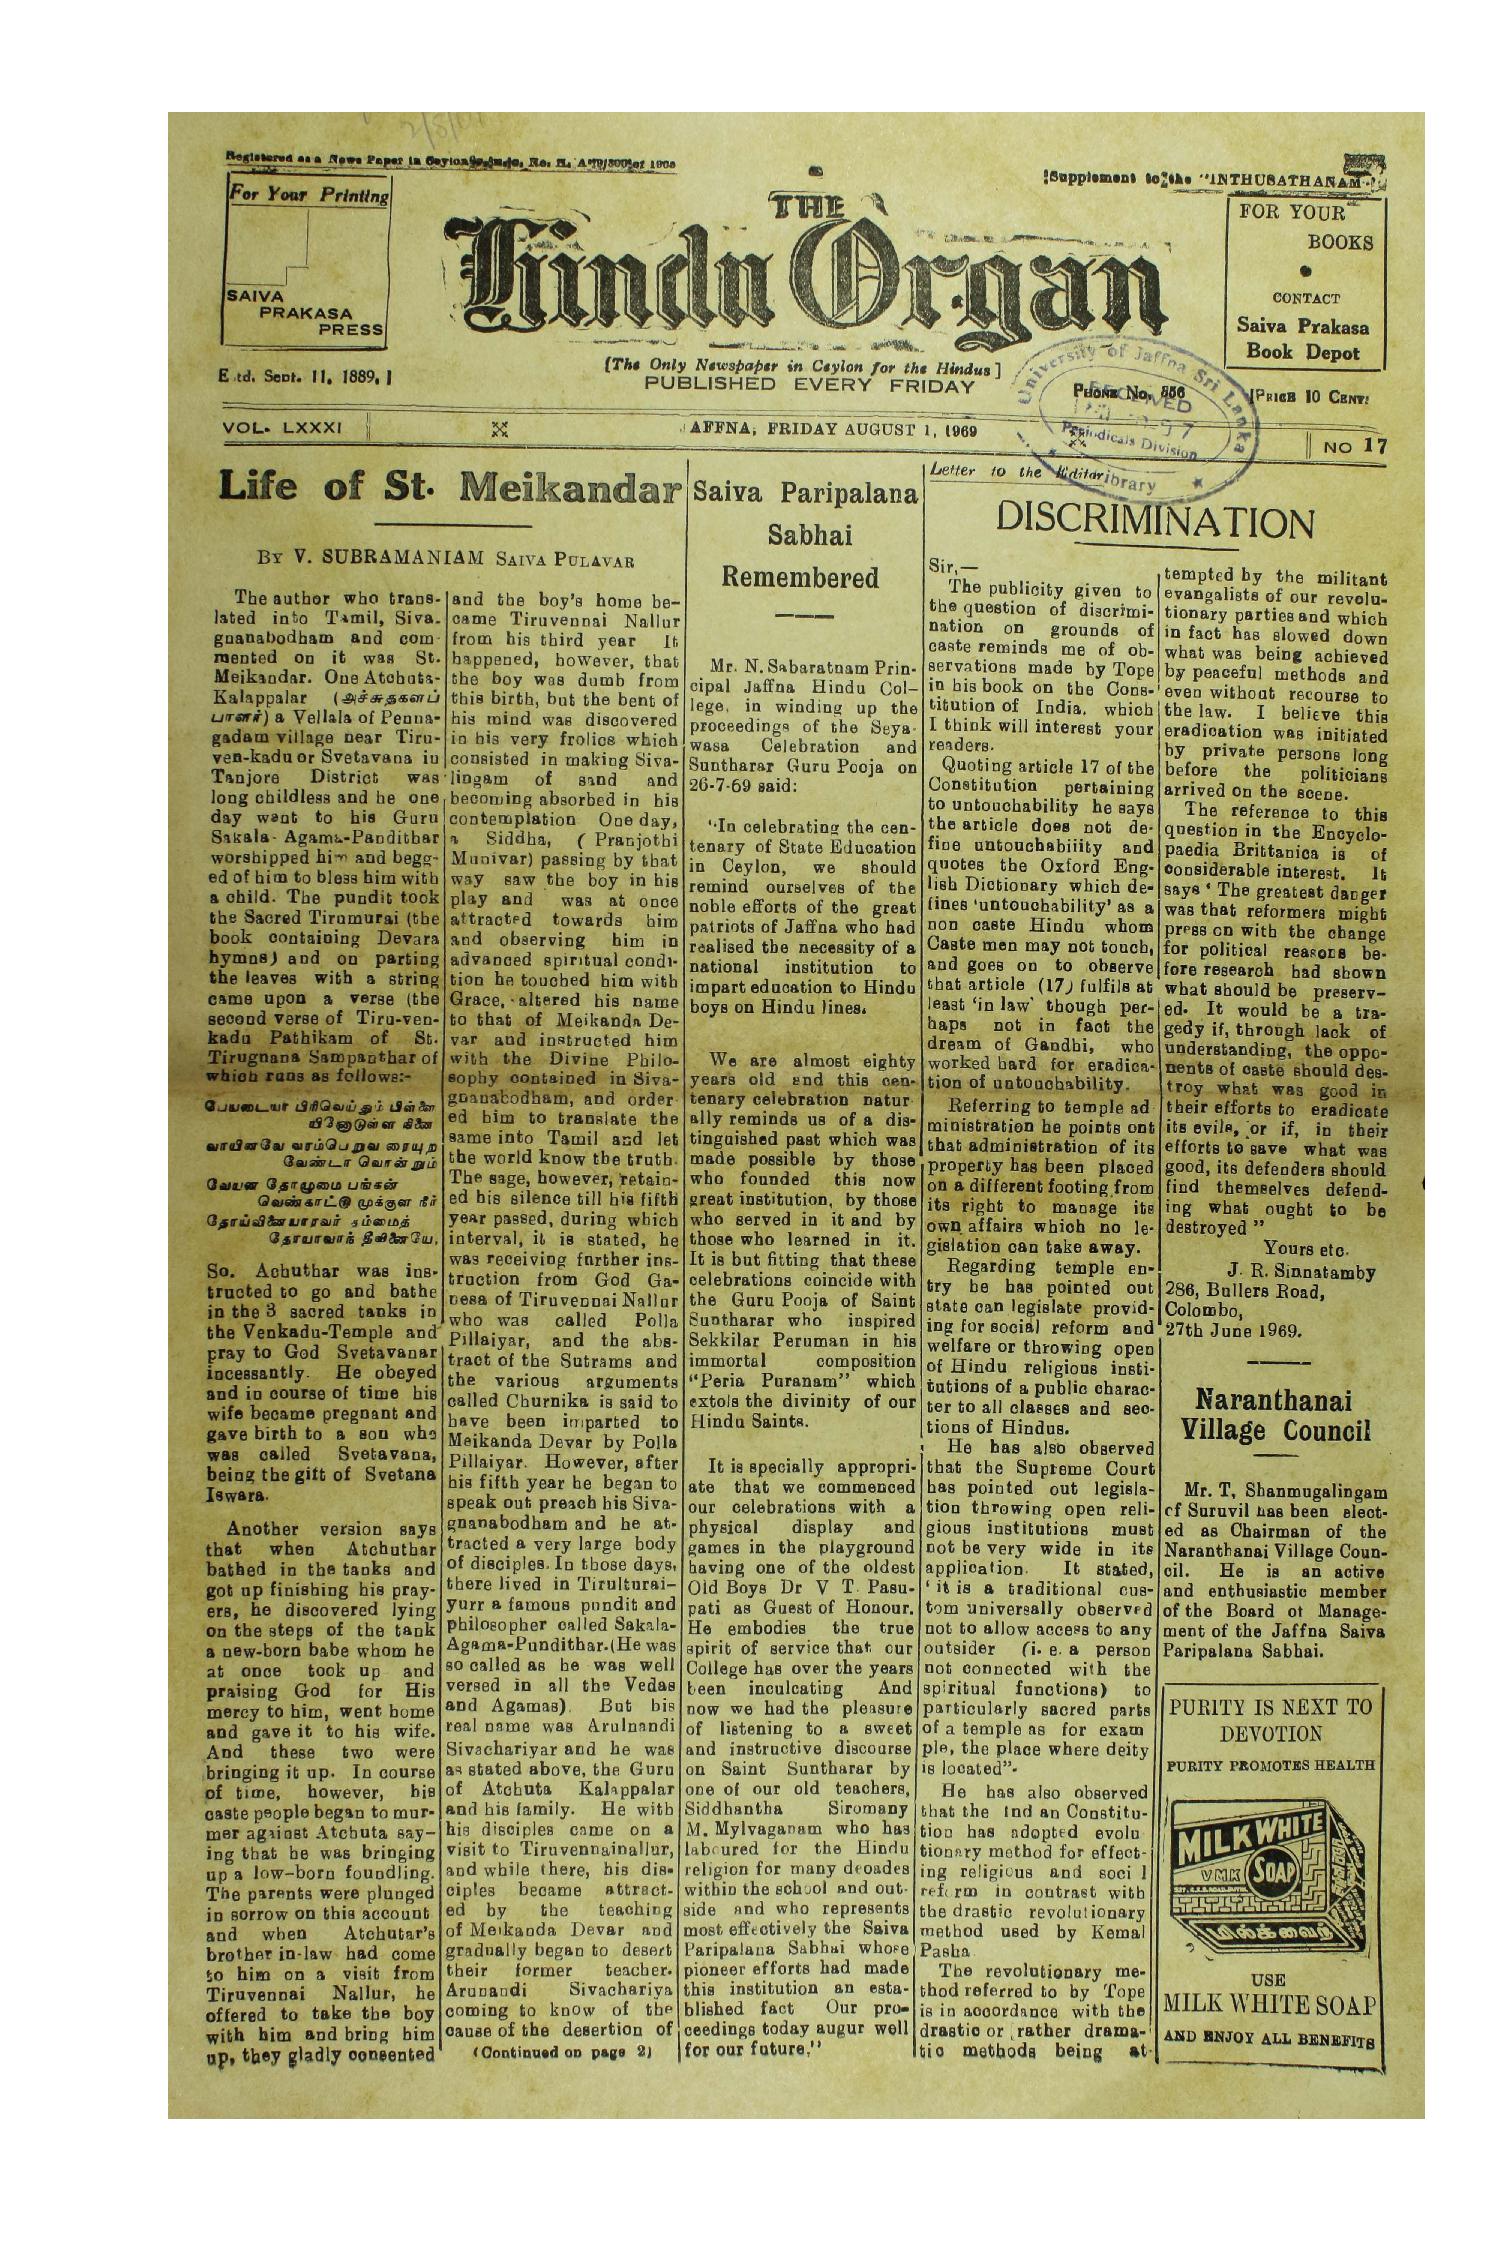 Registered as a News Paper in Ceylon
For Your Printing
SAIVA
PRAKASA
PRESS
Supplement to the "INTHUSATHANAM"
THE
Hindu Organ
FOR YOUR
BOOKS
CONTACT
Saiva Prakasa
Book Depot
E td. Sept. 11, 1889,
[The Only Newspaper in Ceylon for the Hindus]
PUBLISHED EVERY FRIDAY
PHONE No. 856
PRICE 10 CENT
University of Jaffna Sri Lanka
RECEIVED
Periodicals Division
ibrary
VOL. LXXXI
AFFNA, FRIDAY AUGUST 1, 1969
NO 17
Life of St. Meikandar
BY V. SUBRAMANIAM SAIVA PULAVAR
The author who trans-
lated into Tamil, Siva-
gnanabodham and com-
mented on it was St.
Meikandar. One Atchuta-
Kalappalar (அச்சுதகளப்
பாளர்) a Vellala of Penna-
gadam village near Tiru-
ven-kadu or Svetavana in
Tanjore District was
long childless and he one
day went to his Guru
Sakala- Agama-Pandithar
worshipped him and begg-
ed of him to bless him with
a child. The pundit took
the Sacred Tirumurai (the
book containing Devara
hymns) and on parting
the leaves with a string
came upon a verse (the
second verse of Tiru-ven-
kadu Pathikam of St.
Tirugnana Sampanthar of
which runs as follows:-
பேயடையா பிரிவெய்தும் பிள்ளை
யினோடுள்ள நினை
வாயினவே வரம்பெறுவ ரையுற
வேண்டா வொன்றும்
வேயன தோளுமை பங்கன்
வெண்காட்டு முக்குள நீர்
தோய்வினையாரவர் தம்மைத்
தோயாவாந் தீவினையே.
So. Achuthar was ins-
tructed to go and bathe
in the 3 sacred tanks in
the Venkadu-Temple and
pray to God Svetavanar
incessantly. He obeyed
and in course of time his
wife became pregnant and
gave birth to a son who
was called Svetavana,
being the gift of Svetana
Iswara.
Another version says
that when Atchuthar
bathed in the tanks and
got up finishing his pray-
ers, he discovered lying
on the steps of the tank
a new-born babe whom he
at once took up and
praising God for His
mercy to him, went home
and gave it to his wife.
And these two were
bringing it up. In course
of time, however, his
caste people began to mur-
mer against Atchuta say-
ing that he was bringing
up a low-born foundling.
The parents were plunged
in sorrow on this account
and when Atchutar's
brother in-law had come
to him on a visit from
Tiruvennai Nallur, he
offered to take the boy
with him and bring him
up, they gladly consented
and the boy's home be-
came Tiruvennai Nallur
from his third year It
happened, however, that
the boy was dumb from
this birth, but the bent of
his mind was discovered
in his very frolics which
consisted in making Siva-
lingam of sand and
becoming absorbed in his
contemplation One day,
a Siddha, ( Pranjothi
Munivar) passing by that
way saw the boy in his
play and was at once
attracted towards him
and observing him in
advanced spiritual condi-
tion he touched him with
Grace, altered his name
to that of Meikanda De-
var and instructed him
with the Divine Philo-
sophy contained in Siva-
gnanabodham, and order
ed him to translate the
same into Tamil and let
the world know the truth.
The sage, however, retain-
ed his silence till his fifth
year passed, during which
interval, it is stated, he
was receiving further ins-
truction from God Ga-
nesa of Tiruvennai Nallur
who was called Polla
Pillaiyar, and the abs-
tract of the Sutrams and
the various arguments
called Churnika is said to
have been imparted to
Meikanda Devar by Polla
Pillaiyar. However, after
his fifth year he began to
speak out preach his Siva-
gnanabodham and he at-
tracted a very large body
of disciples. In those days,
there lived in Tirulturai-
yurr a famous pundit and
philosopher called Sakala-
Agama-Pundithar.(He was
so called as he was well
versed in all the Vedas
and Agamas). But his
real name was Arulnandi
Sivachariyar and he was
as stated above, the Guru
of Atchuta Kalappalar
and his family. He with
his disciples came on a
visit to Tiruvennainallur,
and while there, his dis-
ciples became attract-
ed by the teaching
of Meikanda Devar and
gradually began to desert
their former teacher.
Arunandi Sivachariya
coming to know of the
cause of the desertion of
(Continued on page 2)
Saiva Paripalana
Sabhai
Remembered
Mr. N. Sabaratnam Prin-
cipal Jaffna Hindu Col-
lege, in winding up the
proceedings of the Seya-
wasa Celebration and
Suntharar Guru Pooja on
26-7-69 said:
"In celebrating the cen-
tenary of State Education
in Ceylon, we should
remind ourselves of the
noble efforts of the great
patriots of Jaffna who had
realised the necessity of a
national institution to
impart education to Hindu
boys on Hindu lines.
We are almost eighty
years old and this cen-
tenary celebration natur
ally reminds us of a dis-
tinguished past which was
made possible by those
who founded this now
great institution, by those
who served in it and by
those who learned in it.
It is but fitting that these
celebrations coincide with
the Guru Pooja of Saint
Suntharar who inspired
Sekkilar Peruman in his
immortal composition
"Peria Puranam" which
extols the divinity of our
Hindu Saints.
It is specially appropri-
ate that we commenced
our celebrations with a
physical display and
games in the playground
having one of the oldest
Old Boys Dr V T. Pasu-
pati as Guest of Honour.
He embodies the true
spirit of service that our
College has over the years
been inculcating And
now we had the pleasure
of listening to a sweet
and instructive discourse
on Saint Suntharar by
one of our old teachers,
Siddhantha Siromany
M. Mylvaganam who has
laboured for the Hindu
religion for many decades
within the school and out-
side and who represents
most effectively the Saiva
Paripalana Sabhai whose
pioneer efforts had made
this institution an esta-
blished fact Our pro-
ceedings today augur well
for our future,"
Letter to the Editor
DISCRIMINATION
Sir,—
The publicity given to
the question of discrimi-
nation on grounds of
caste reminds me of ob-
servations made by Tope
in his book on the Cons-
titution of India. which
I think will interest your
readers.
Quoting article 17 of the
Constitution pertaining
to untouchability he says
the article does not de-
fine untouchabiiity and
quotes the Oxford Eng-
lish Dictionary which de-
fines 'untouchability' as a
non caste Hindu whom
Caste men may not touch,
and goes on to observe
that article (17) fulfils at
least 'in law' though per-
haps not in fact the
dream of Gandhi, who
worked hard for eradica-
tion of untouchability.
Referring to temple ad
ministration he points out
that administration of its
property has been placed
on a different footing from
its right to manage its
own affairs which no le-
gislation can take away.
Regarding temple en-
try he has pointed out
state can legislate provid-
ing for social reform and
welfare or throwing open
of Hindu religious insti-
tutions of a public charac-
ter to all classes and sec-
tions of Hindus.
He has also observed
that the Supreme Court
has pointed out legisla-
tion throwing open reli-
gious institutions must
not be very wide in its
application. It stated,
' it is a traditional cus-
tom universally observed
not to allow access to any
outsider (i. e. a person
not connected with the
spiritual functions) to
particularly sacred parts
of a temple as for exam
ple, the place where deity
is located".
He has also observed
that the Ind an Constitu-
tion has adopted evolu
tionary method for effect-
ing religious and soci l
reform in contrast with
the drastic revolutionary
method used by Kemal
Pasha
The revolutionary me-
thod referred to by Tope
is in accordance with the
drastic or rather drama-
tic methods being at-
tempted by the militant
evangalists of our revolu-
tionary parties and which
in fact has slowed down
what was being achieved
by peaceful methods and
even without recourse to
the law. I believe this
eradication was initiated
by private persons long
before the politicians
arrived on the scene.
The reference to this
question in the Encyclo-
paedia Brittanica is of
considerable interest. It
says ' The greatest danger
was that reformers might
press on with the change
for political reasons be-
fore research had shown
what should be preserv-
ed. It would be a tra-
gedy if, through lack of
understanding, the oppo-
nents of caste should des-
troy what was good in
their efforts to eradicate
its evils, or if, in their
efforts to save what was
good, its defenders should
find themselves defend-
ing what ought to be
destroyed "
Yours etc.
J. R. Sinnatamby
286, Bullers Road,
Colombo,
27th June 1969.
Naranthanai
Village Council
Mr. T, Shanmugalingam
of Suruvil has been elect-
ed as Chairman of the
Naranthanai Village Coun-
cil. He is an active
and enthusiastic member
of the Board of Manage-
ment of the Jaffna Saiva
Paripalana Sabhai.
PURITY IS NEXT TO
DEVOTION
PURITY PROMOTES HEALTH
MILK WHITE
VMK SOAP
மில்க்வைற்
USE
MILK WHITE SOAP
AND ENJOY ALL BENEFITS